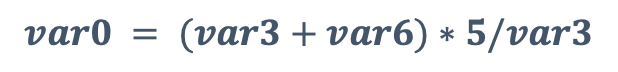 var0 = (var3 + var6) * 5/var3